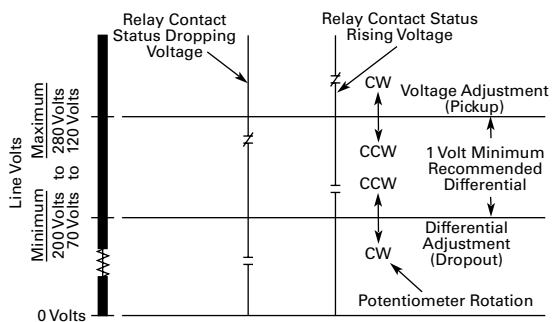 Relay Contact
Status Dropping
Voltage
Relay Contact Status
Rising Voltage
Line Volts
Minimum
200 Volts
70 Volts
to
to
Maximum
280 Volts
120 Volts
CW
CCW
CCW
CW
Voltage Adjustment
(Pickup)
1 Volt Minimum
Recommended
Differential
Differential
Adjustment
(Dropout)
Potentiometer Rotation
0 Volts